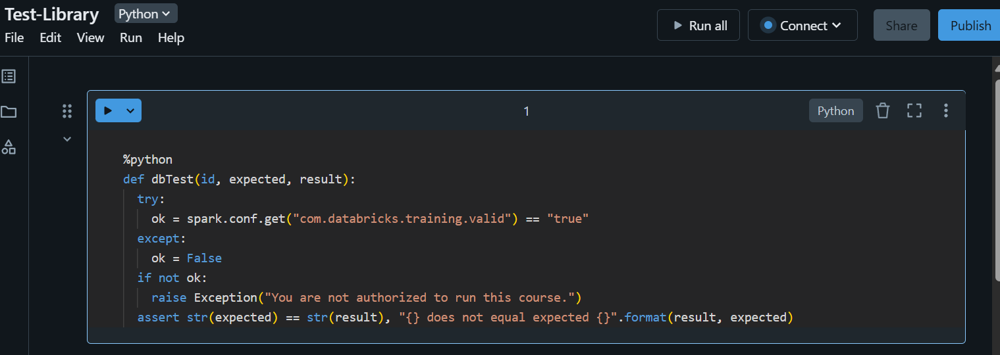 Test-Library Python
File Edit View Run Help
Run all Connect Share Publish
1 Python
%python
def dbTest(id, expected, result):
  try:
    ok = spark.conf.get("com.databricks.training.valid") == "true"
  except:
    ok = False
  if not ok:
    raise Exception("You are not authorized to run this course.")
  assert str(expected) == str(result), "{} does not equal expected {}".format(result, expected)